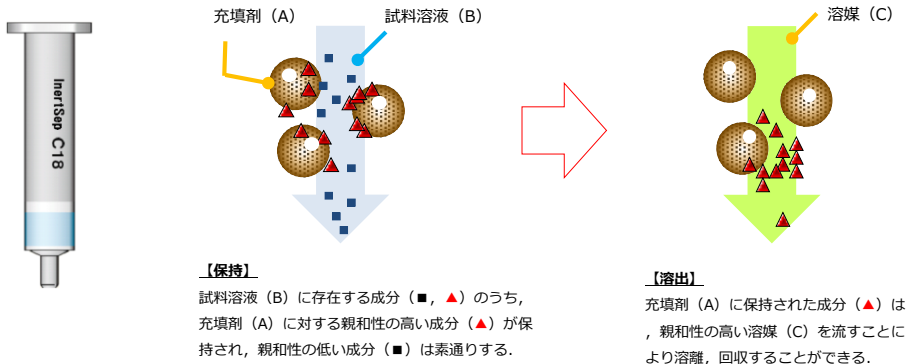 充填剤（A）
試料溶液（B）
溶媒（C）
InertSep C18
【保持】
試料溶液（B）に存在する成分（■，▲）のうち，
充填剤（A）に対する親和性の高い成分（▲）が保
持され，親和性の低い成分（■）は素通りする．
【溶出】
充填剤（A）に保持された成分（▲）は
，親和性の高い溶媒（C）を流すことに
より溶離，回収することができる．